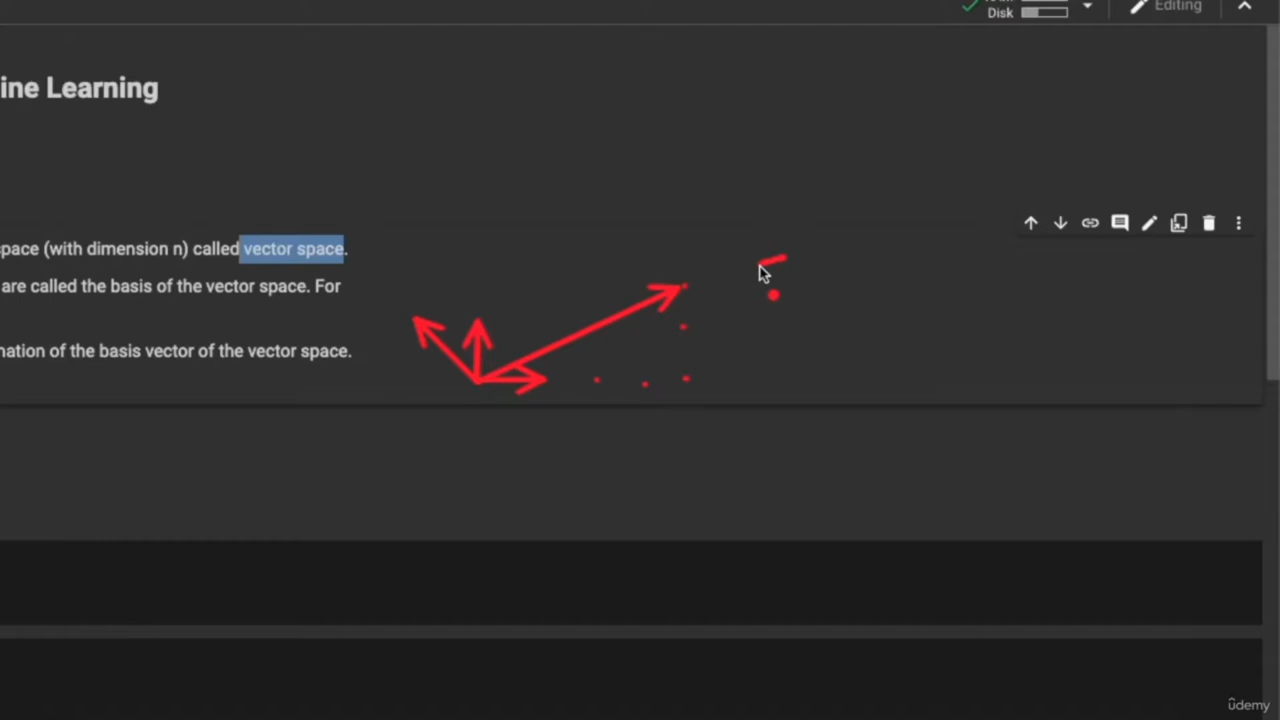 Disk
Editing
ine Learning
space (with dimension n) called vector space.
are called the basis of the vector space. For
nation of the basis vector of the vector space.
ûdemy